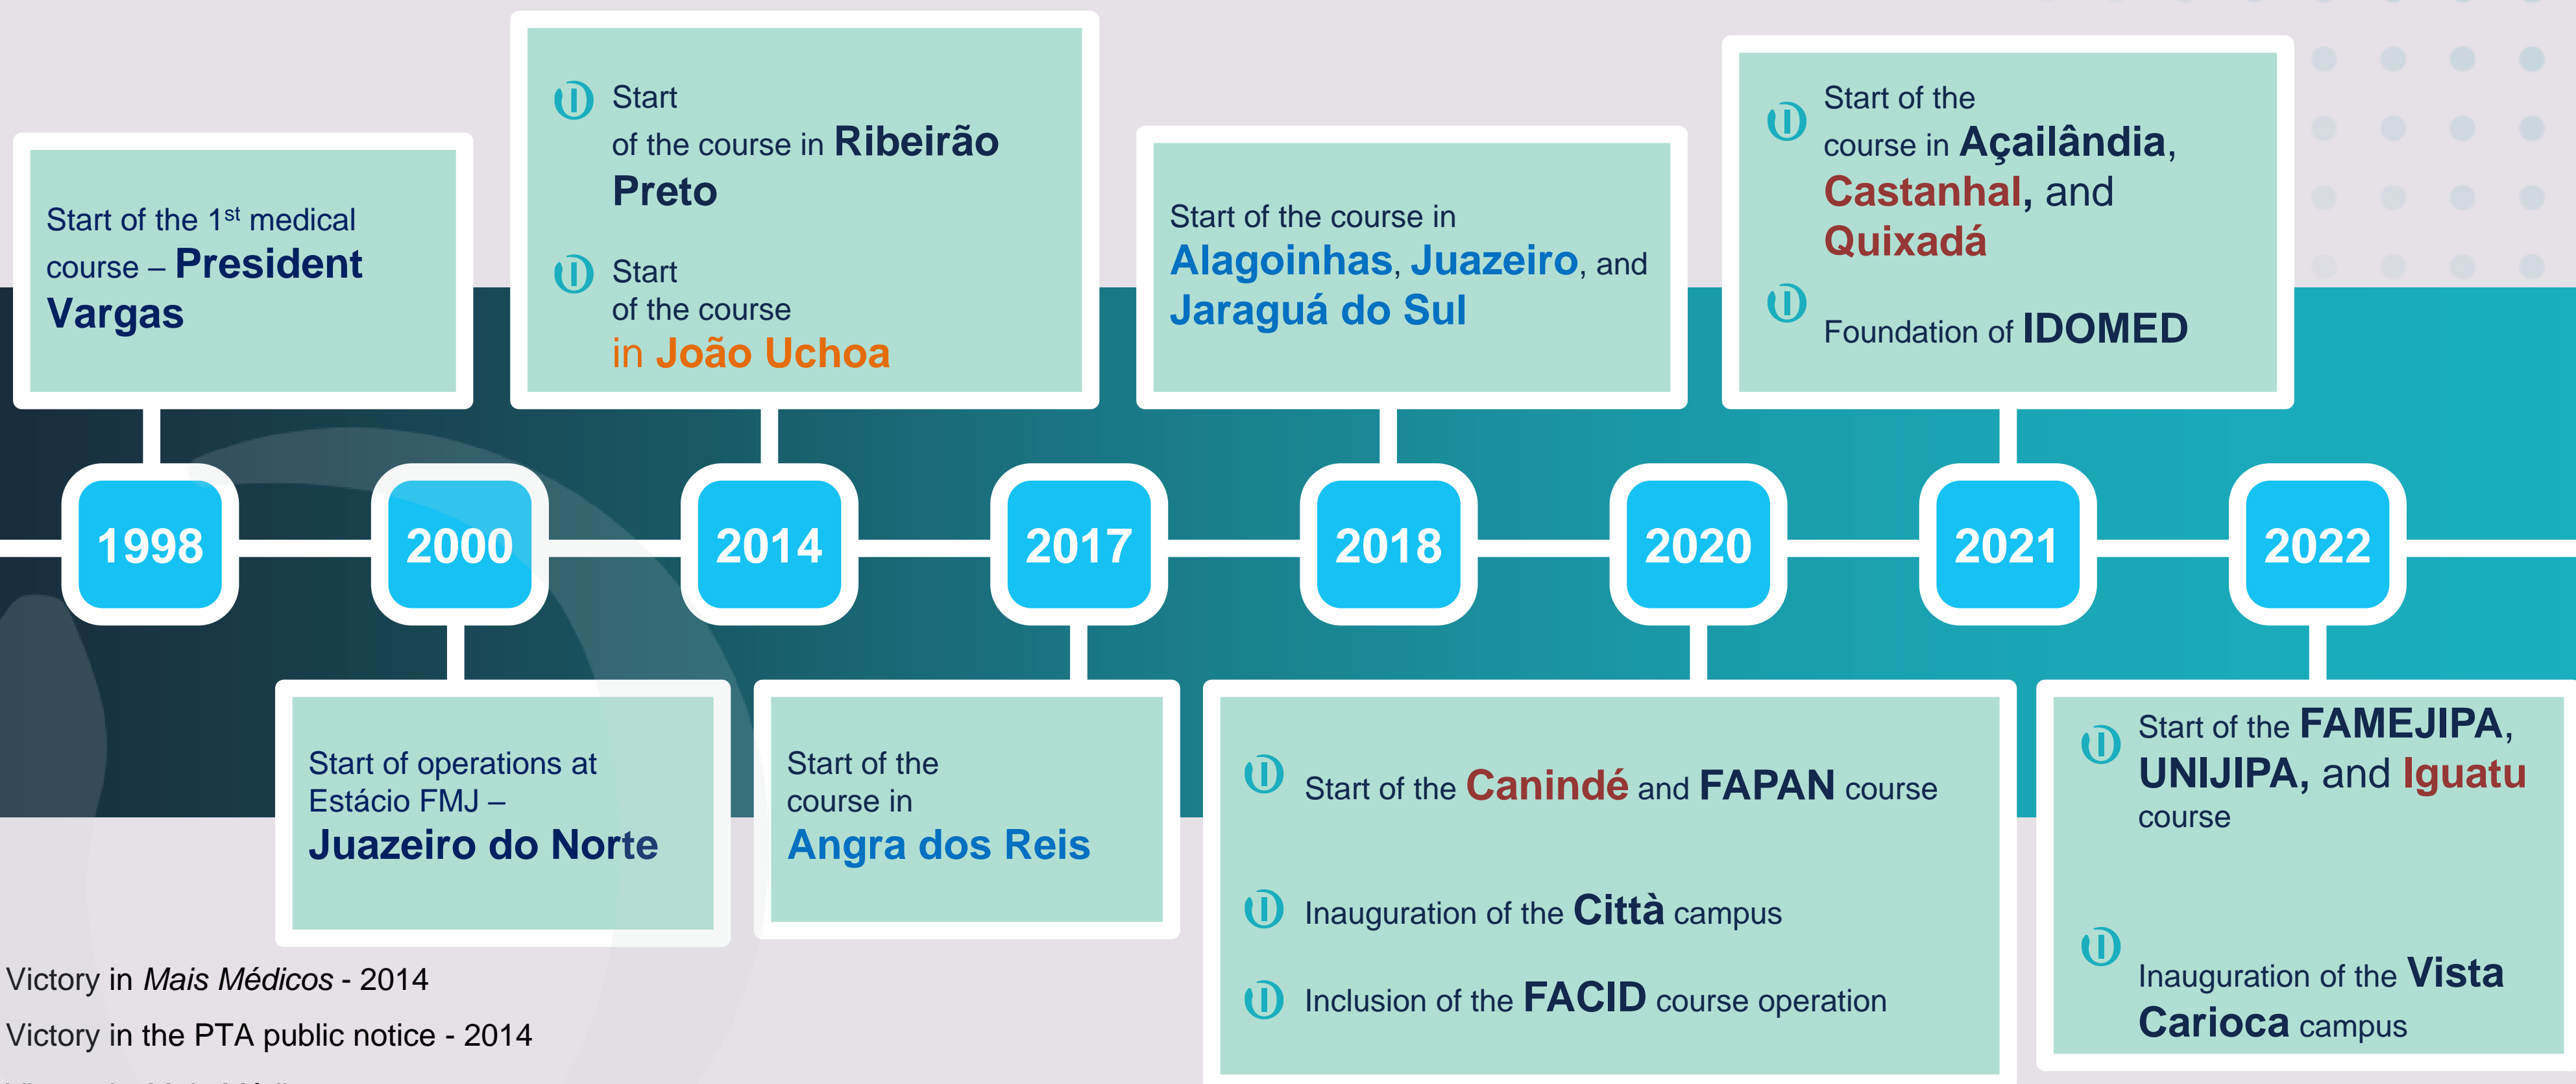 Start of the 1st medical
course – President
Vargas
Start
of the course in Ribeirão
Preto
Start
of the course
in João Uchoa
Start of the course in
Alagoinhas, Juazeiro, and
Jaraguá do Sul
Start of the
course in Açailândia,
Castanhal, and
Quixadá
Foundation of IDOMED
1998
2000
2014
2017
2018
2020
2021
2022
Start of operations at
Estácio FMJ –
Juazeiro do Norte
Start of the
course in
Angra dos Reis
Start of the Canindé and FAPAN course
Inauguration of the Città campus
Inclusion of the FACID course operation
Start of the FAMEJIPA,
UNIJIPA, and Iguatu
course
Inauguration of the Vista
Carioca campus
Victory in Mais Médicos - 2014
Victory in the PTA public notice - 2014